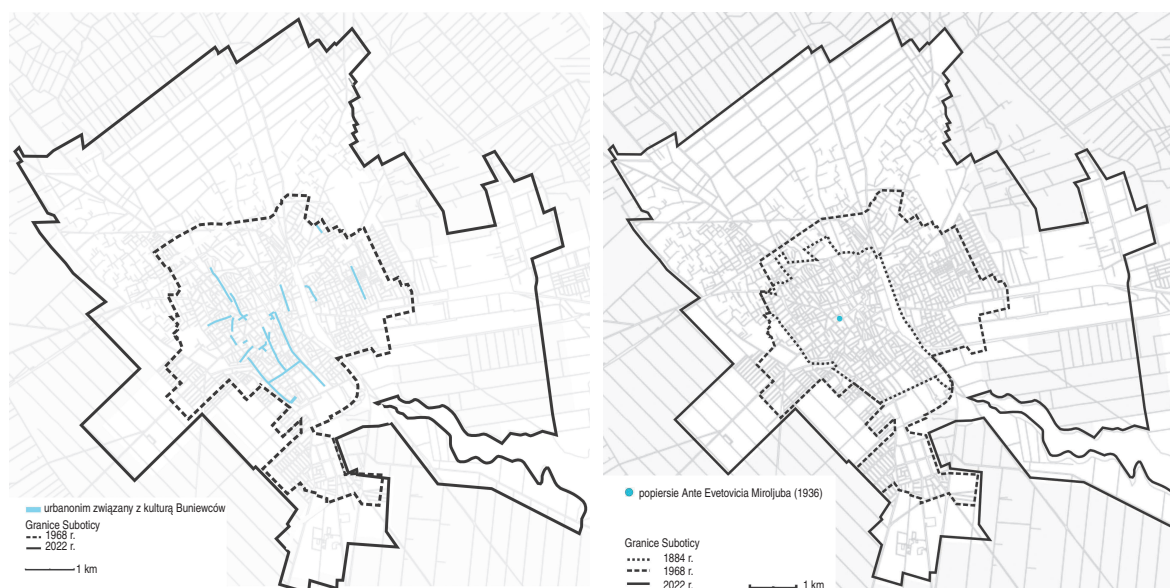 urbanonim związany z kulturą Buniewców
Granice Suboticy
1968 r.
2022 r.
1 km
popiersie Ante Evetovicia Miroljuba (1936)
Granice Suboticy
1884 r.
1968 r.
2022 r.
1 km